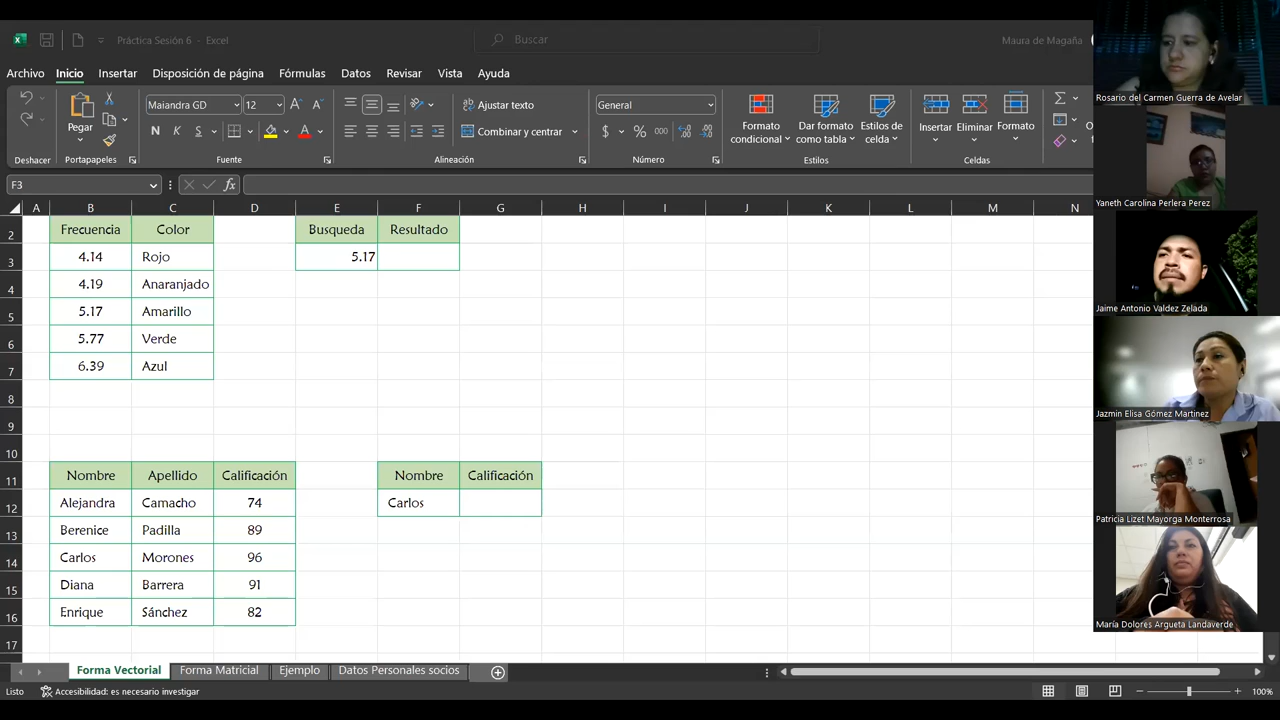 Práctica Sesión 6 - Excel
Buscar
Maura de Magaña
Archivo Inicio Insertar Disposición de página Fórmulas Datos Revisar Vista Ayuda
Maiandra GD 12
Ajustar texto
General
Pegar
N K S
Combinar y centrar
$ % 000
Formato condicional
Dar formato como tabla
Estilos de celda
Insertar Eliminar Formato
Deshacer Portapapeles Fuente Alineación Número Estilos Celdas
F3
fx
A B C D E F G H I J K L M N
2 Frecuencia Color Busqueda Resultado
3 4.14 Rojo 5.17
4 4.19 Anaranjado
5 5.17 Amarillo
6 5.77 Verde
7 6.39 Azul
8
9
10
11 Nombre Apellido Calificación Nombre Calificación
12 Alejandra Camacho 74 Carlos
13 Berenice Padilla 89
14 Carlos Morones 96
15 Diana Barrera 91
16 Enrique Sánchez 82
17
Forma Vectorial Forma Matricial Ejemplo Datos Personales socios
Listo Accesibilidad: es necesario investigar 100%
Rosario del Carmen Guerra de Avelar
Yaneth Carolina Perlera Perez
Jaime Antonio Valdez Zelada
Jazmin Elisa Gómez Martinez
Patricia Lizet Mayorga Monterrosa
María Dolores Argueta Landaverde